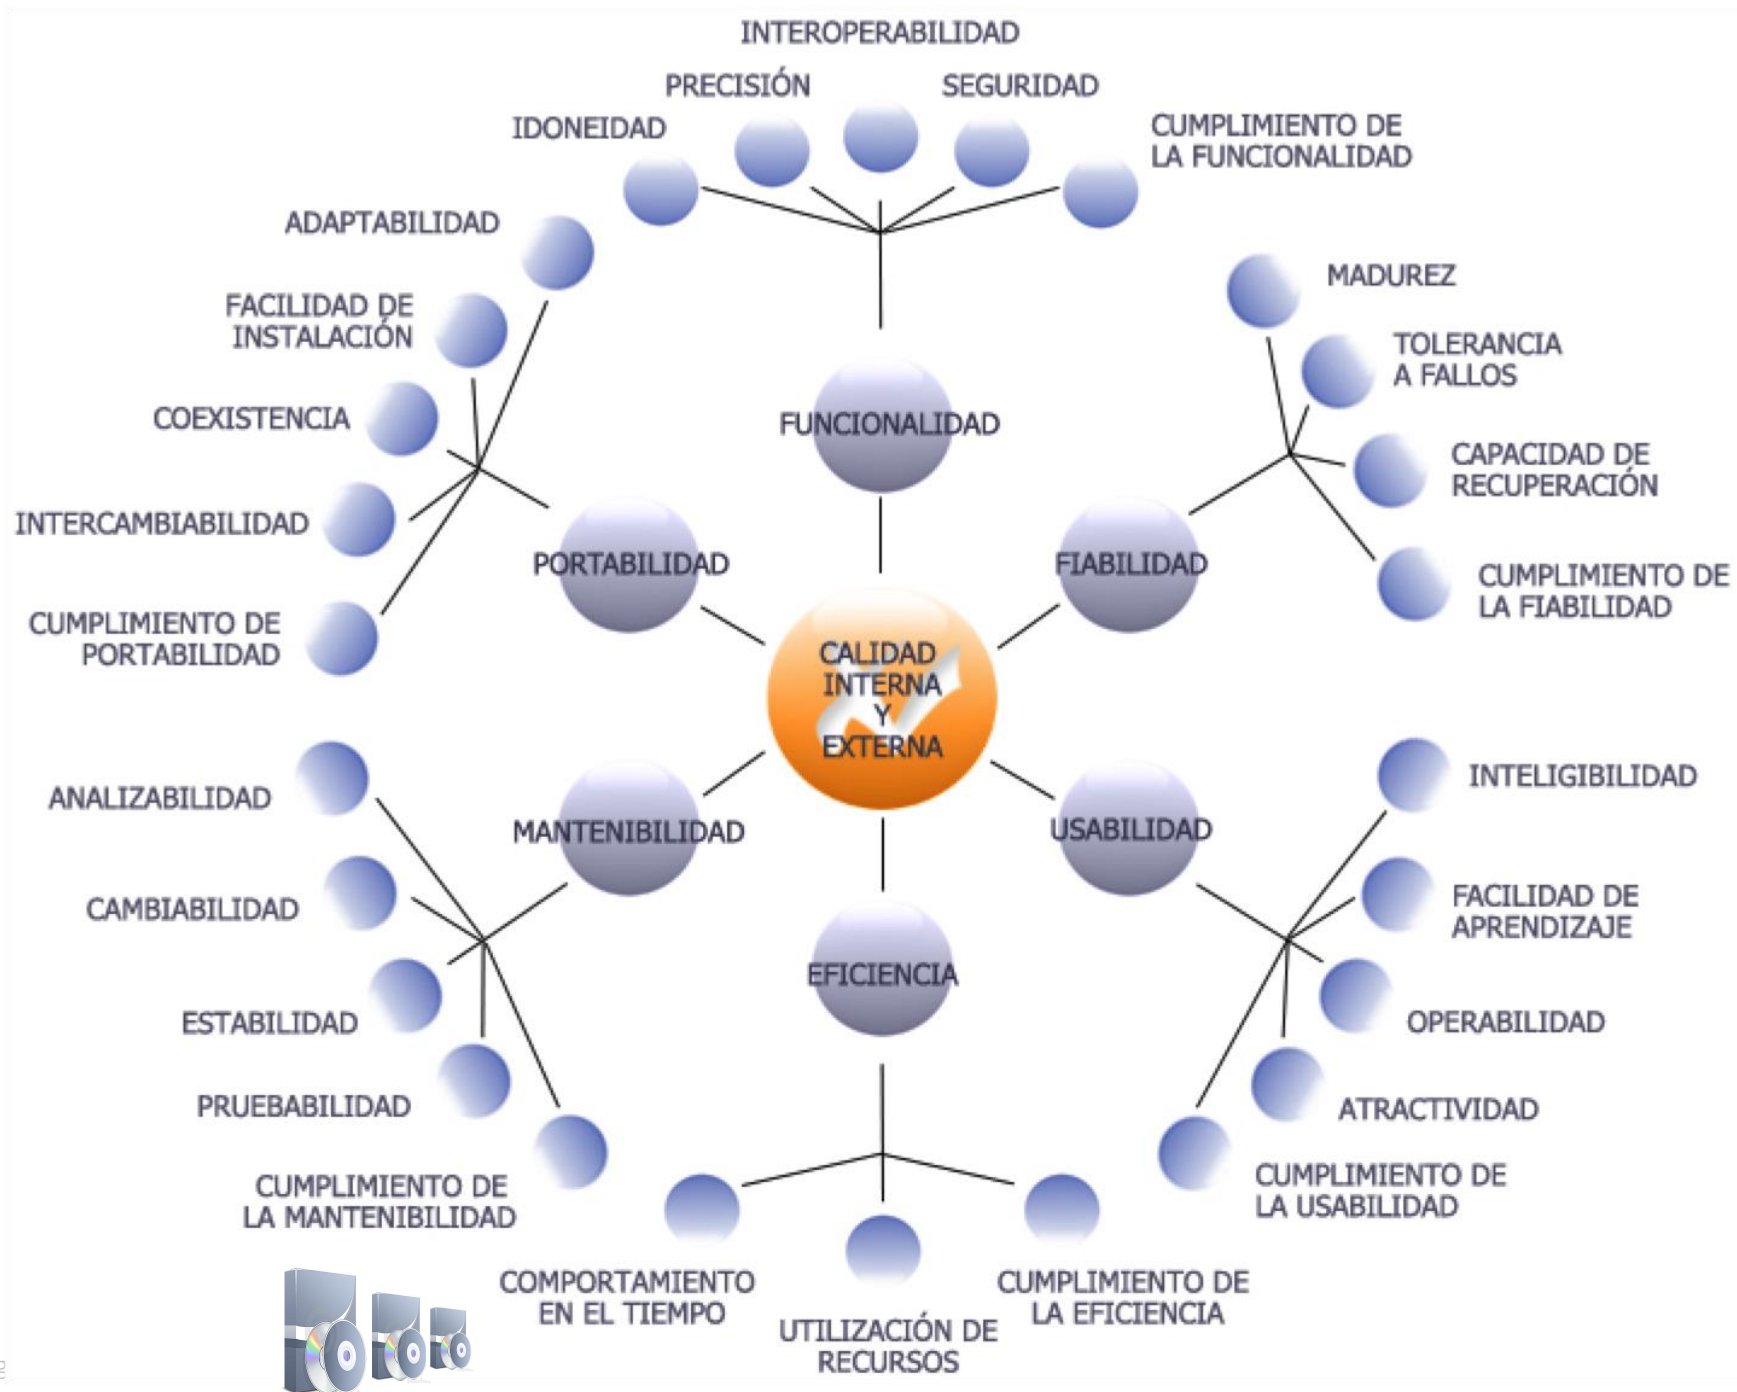 INTEROPERABILIDAD
PRECISIÓN
SEGURIDAD
IDONEIDAD
CUMPLIMIENTO DE
LA FUNCIONALIDAD
ADAPTABILIDAD
FACILIDAD DE
INSTALACIÓN
COEXISTENCIA
INTERCAMBIABILIDAD
CUMPLIMIENTO DE
PORTABILIDAD
MADUREZ
TOLERANCIA
A FALLOS
CAPACIDAD DE
RECUPERACIÓN
CUMPLIMIENTO DE
LA FIABILIDAD
FUNCIONALIDAD
PORTABILIDAD
FIABILIDAD
CALIDAD
INTERNA
Y
EXTERNA
MANTENIBILIDAD
USABILIDAD
EFICIENCIA
ANALIZABILIDAD
CAMBIABILIDAD
ESTABILIDAD
PRUEBABILIDAD
CUMPLIMIENTO DE
LA MANTENIBILIDAD
INTELIGIBILIDAD
FACILIDAD DE
APRENDIZAJE
OPERABILIDAD
ATRACTIVIDAD
CUMPLIMIENTO DE
LA USABILIDAD
COMPORTAMIENTO
EN EL TIEMPO
UTILIZACIÓN DE
RECURSOS
CUMPLIMIENTO DE
LA EFICIENCIA